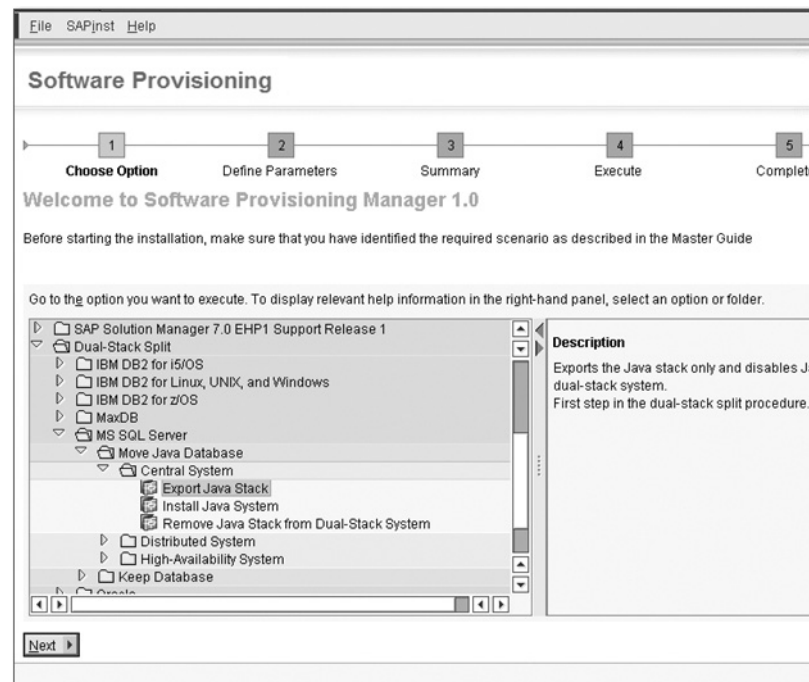 File SAPinst Help
Software Provisioning
1 2 3 4 5
Choose Option Define Parameters Summary Execute Complet
Welcome to Software Provisioning Manager 1.0
Before starting the installation, make sure that you have identified the required scenario as described in the Master Guide
Go to the option you want to execute. To display relevant help information in the right-hand panel, select an option or folder.
SAP Solution Manager 7.0 EHP1 Support Release 1
Dual-Stack Split
IBM DB2 for i5/OS
IBM DB2 for Linux, UNIX, and Windows
IBM DB2 for z/OS
MaxDB
MS SQL Server
Move Java Database
Central System
Export Java Stack
Install Java System
Remove Java Stack from Dual-Stack System
Distributed System
High-Availability System
Keep Database
Oracle
Description
Exports the Java stack only and disables J
dual-stack system.
First step in the dual-stack split procedure.
Next